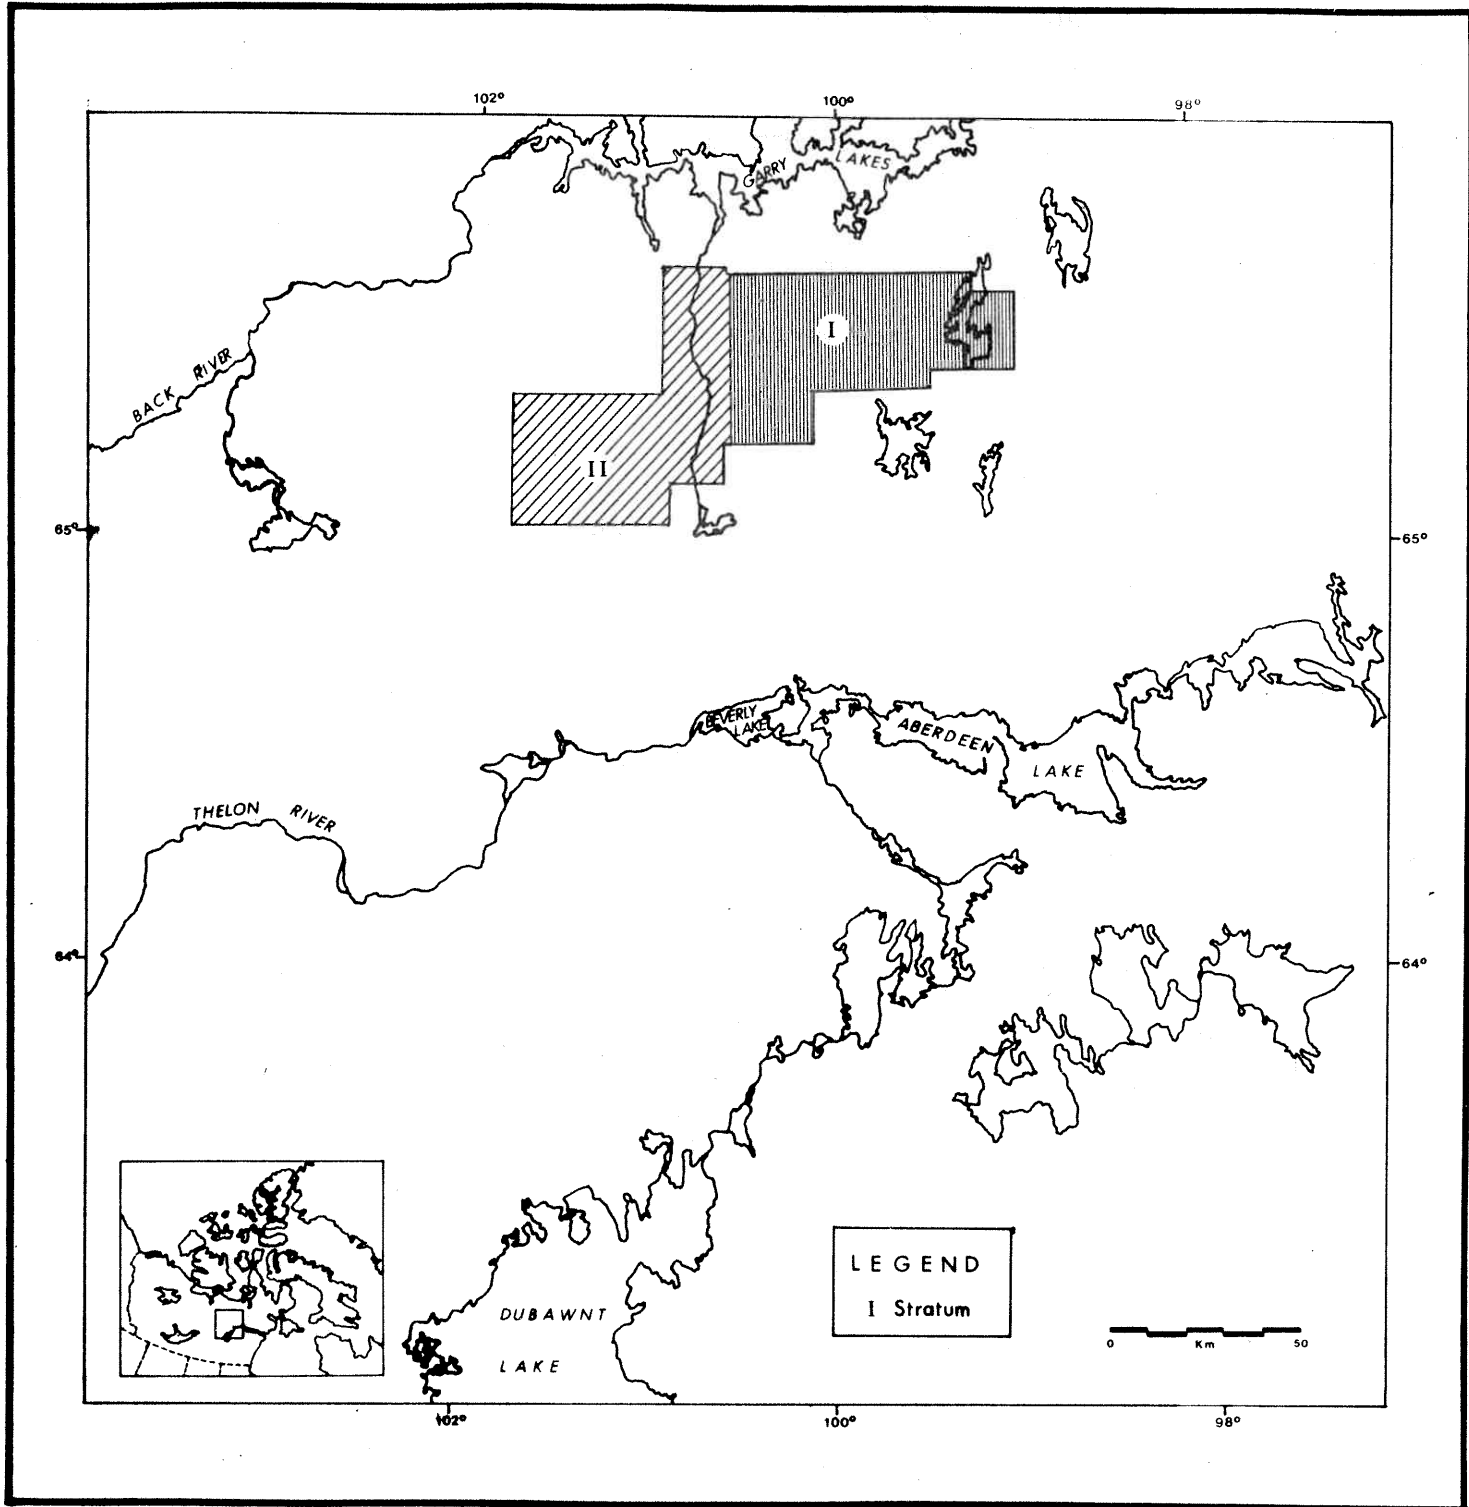 102° 100° 98°
GARRY LAKES
I
BACK RIVER
II
65° 65°
BEVERLY
LAKE
ABERDEEN
LAKE
THELON RIVER
64° 64°
LEGEND
I Stratum
DUBAWNT
LAKE
0 Km 50
102° 100° 98°